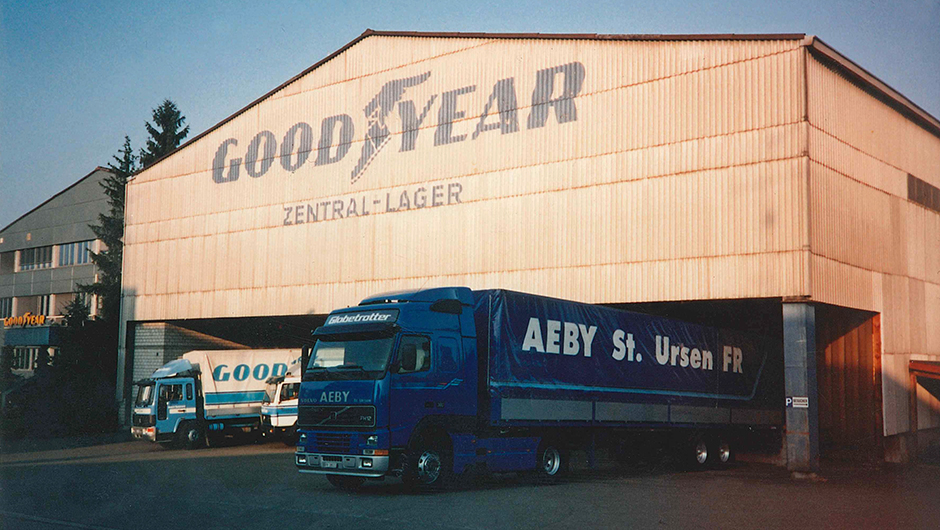 GOODYEAR
ZENTRAL-LAGER
GOODYEAR
GOOD
Globetrotter
AEBY
AEBY St. Ursen FR
P